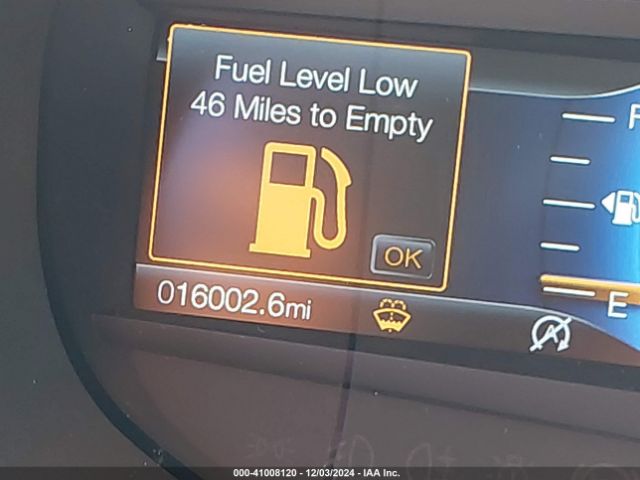 Fuel Level Low
46 Miles to Empty
OK
F
016002.6mi
E
A
000-41008120 - 12/03/2024 - IAA Inc.